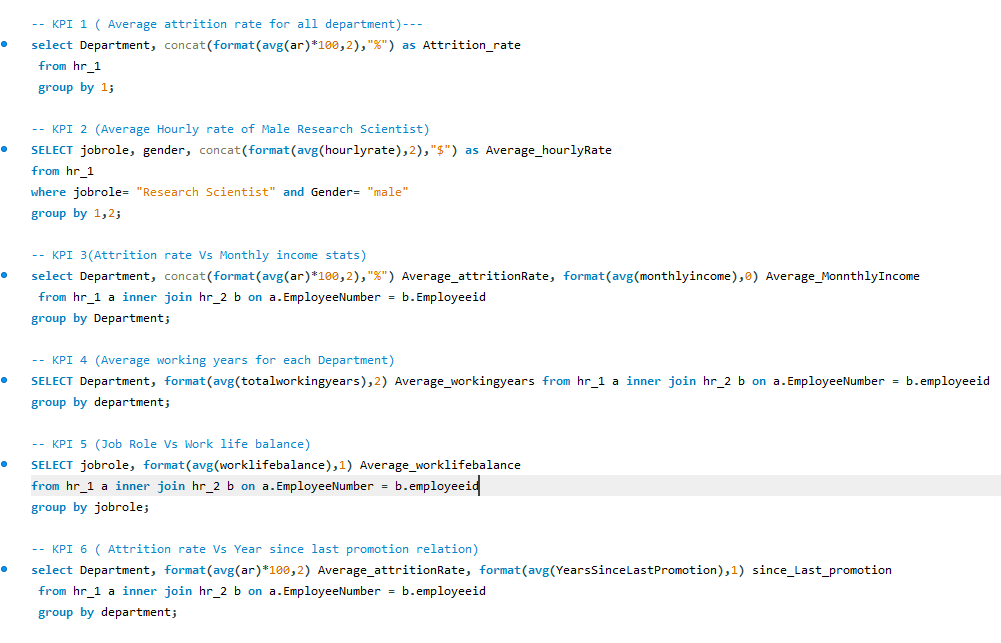 -- KPI 1 ( Average attrition rate for all department)---
select Department, concat(format(avg(ar)*100,2),"%") as Attrition_rate
from hr_1
group by 1;
-- KPI 2 (Average Hourly rate of Male Research Scientist)
SELECT jobrole, gender, concat(format(avg(hourlyrate),2),"$") as Average_hourlyRate
from hr_1
where jobrole= "Research Scientist" and Gender= "male"
group by 1,2;
-- KPI 3(Attrition rate Vs Monthly income stats)
select Department, concat(format(avg(ar)*100,2),"%") Average_attritionRate, format(avg(monthlyincome),0) Average_MonnthlyIncome
from hr_1 a inner join hr_2 b on a.EmployeeNumber = b.Employeeid
group by Department;
-- KPI 4 (Average working years for each Department)
SELECT Department, format(avg(totalworkingyears),2) Average_workingyears from hr_1 a inner join hr_2 b on a.EmployeeNumber = b.employeeid
group by department;
-- KPI 5 (Job Role Vs Work life balance)
SELECT jobrole, format(avg(worklifebalance),1) Average_worklifebalance
from hr_1 a inner join hr_2 b on a.EmployeeNumber = b.employeeid
group by jobrole;
-- KPI 6 ( Attrition rate Vs Year since last promotion relation)
select Department, format(avg(ar)*100,2) Average_attritionRate, format(avg(YearsSinceLastPromotion),1) since_Last_promotion
from hr_1 a inner join hr_2 b on a.EmployeeNumber = b.employeeid
group by department;